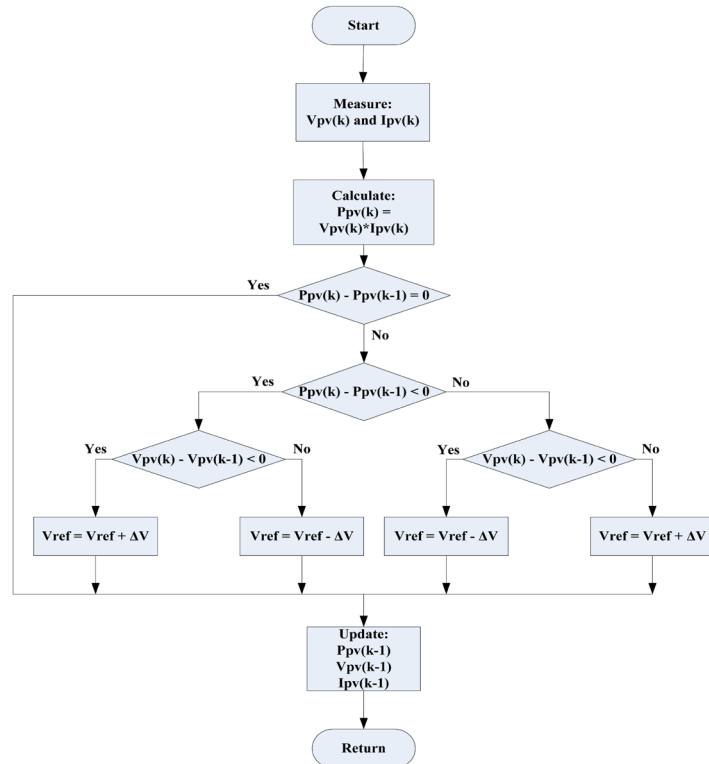 Start
Measure:
Vpv(k) and Ipv(k)
Calculate:
Ppv(k) =
Vpv(k)*Ipv(k)
Yes
Ppv(k) - Ppv(k-1) = 0
No
Yes
Ppv(k) - Ppv(k-1) < 0
No
Yes
Vpv(k) - Vpv(k-1) < 0
No
Yes
Vpv(k) - Vpv(k-1) < 0
No
Vref = Vref + ΔV
Vref = Vref - ΔV
Vref = Vref - ΔV
Vref = Vref + ΔV
Update:
Ppv(k-1)
Vpv(k-1)
Ipv(k-1)
Return